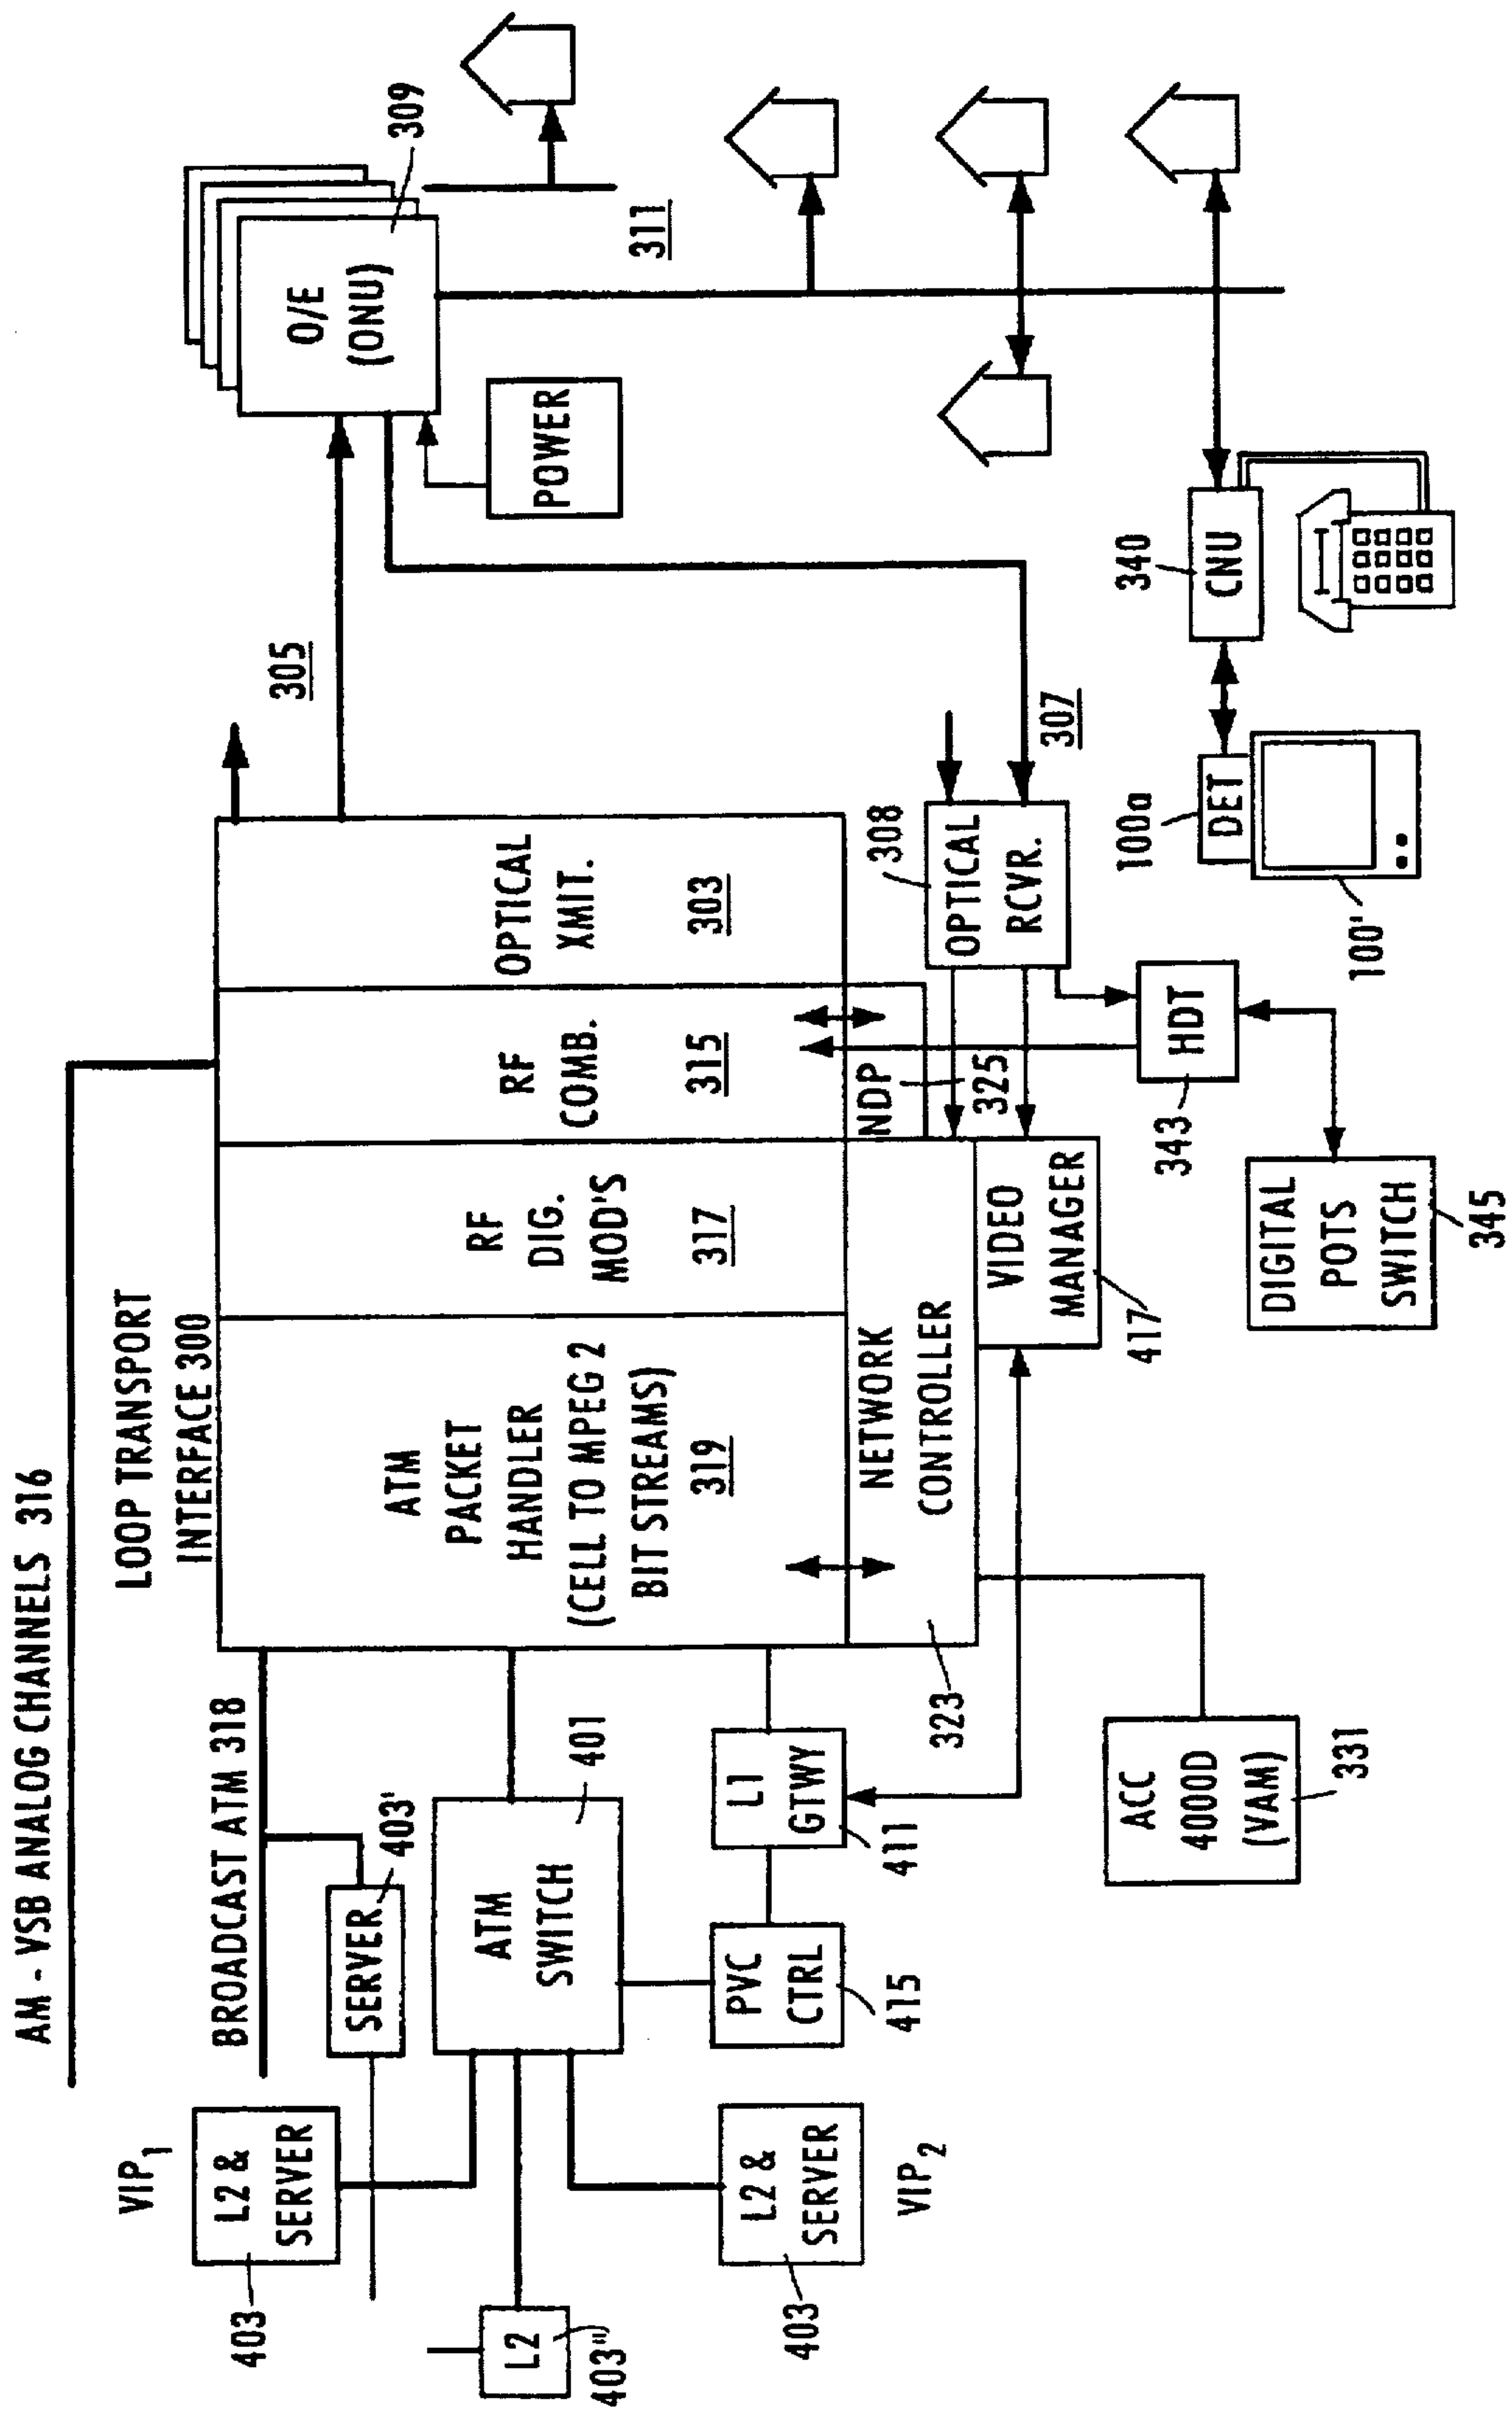 AM - VSB ANALOG CHANNELS 316
LOOP TRANSPORT
INTERFACE 300
BROADCAST ATM 318
VIP1
L2 &
SERVER
403
SERVER
403'
L2
403"
L2 &
SERVER
403
VIP2
ATM
SWITCH
401
PVC
CTRL
415
L1
GTWY
411
ATM
PACKET
HANDLER
(CELL TO MPEG 2
BIT STREAMS)
319
RF
DIG.
MOD'S
317
RF
COMB.
315
OPTICAL
XMIT.
303
NETWORK
CONTROLLER
323
NDP
325
VIDEO
MANAGER
417
ACC
4000D
(VAM)
331
305
O/E
(ONU)
309
POWER
311
307
OPTICAL
RCVR.
308
HDT
343
DIGITAL
POTS
SWITCH
345
DET
100a
100'
CNU
340